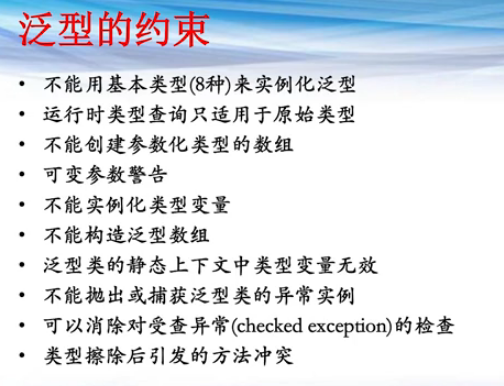 泛型的约束
• 不能用基本类型(8种)来实例化泛型
• 运行时类型查询只适用于原始类型
• 不能创建参数化类型的数组
• 可变参数警告
• 不能实例化类型变量
• 不能构造泛型数组
• 泛型类的静态上下文中类型变量无效
• 不能抛出或捕获泛型类的异常实例
• 可以消除对受查异常(checked exception)的检查
• 类型擦除后引发的方法冲突